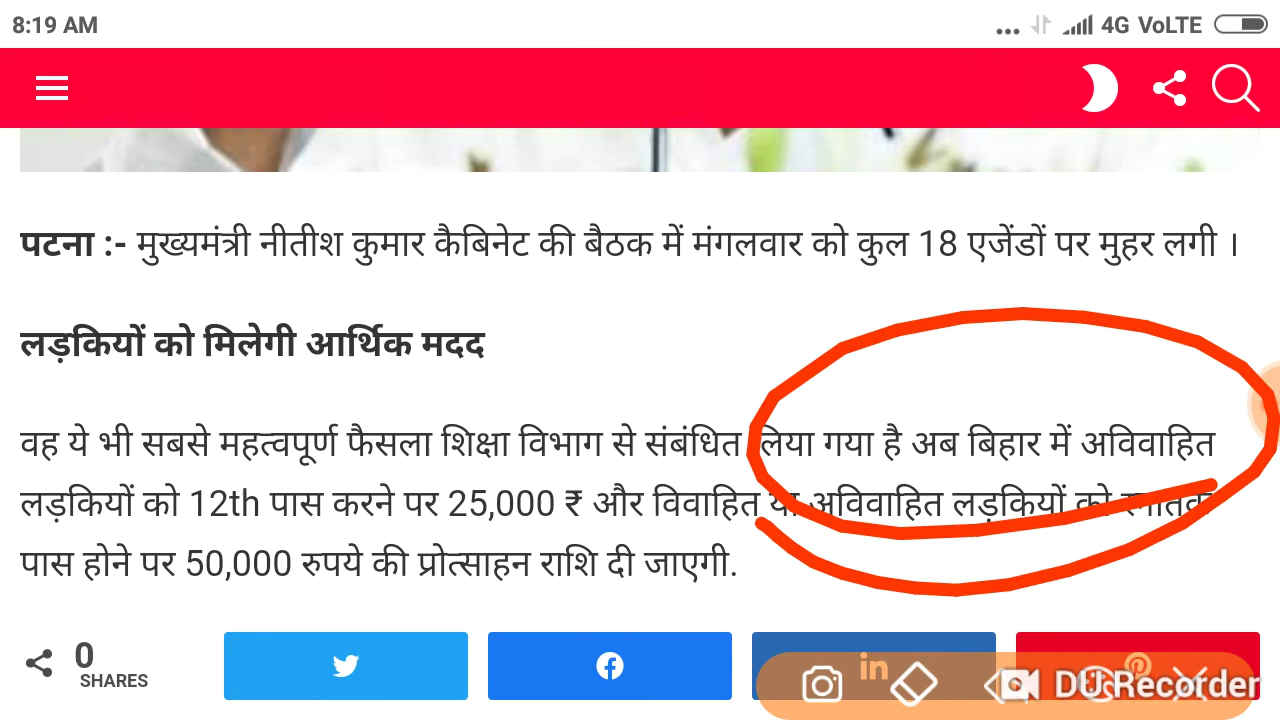 8:19 AM
4G VoLTE
पटना :- मुख्यमंत्री नीतीश कुमार कैबिनेट की बैठक में मंगलवार को कुल 18 एजेंडों पर मुहर लगी ।
लड़कियों को मिलेगी आर्थिक मदद
वह ये भी सबसे महत्वपूर्ण फैसला शिक्षा विभाग से संबंधित लिया गया है अब बिहार में अविवाहित
लड़कियों को 12th पास करने पर 25,000 ₹ और विवाहित या अविवाहित लड़कियों को स्नातक
पास होने पर 50,000 रुपये की प्रोत्साहन राशि दी जाएगी.
0
SHARES
in
DU Recorder